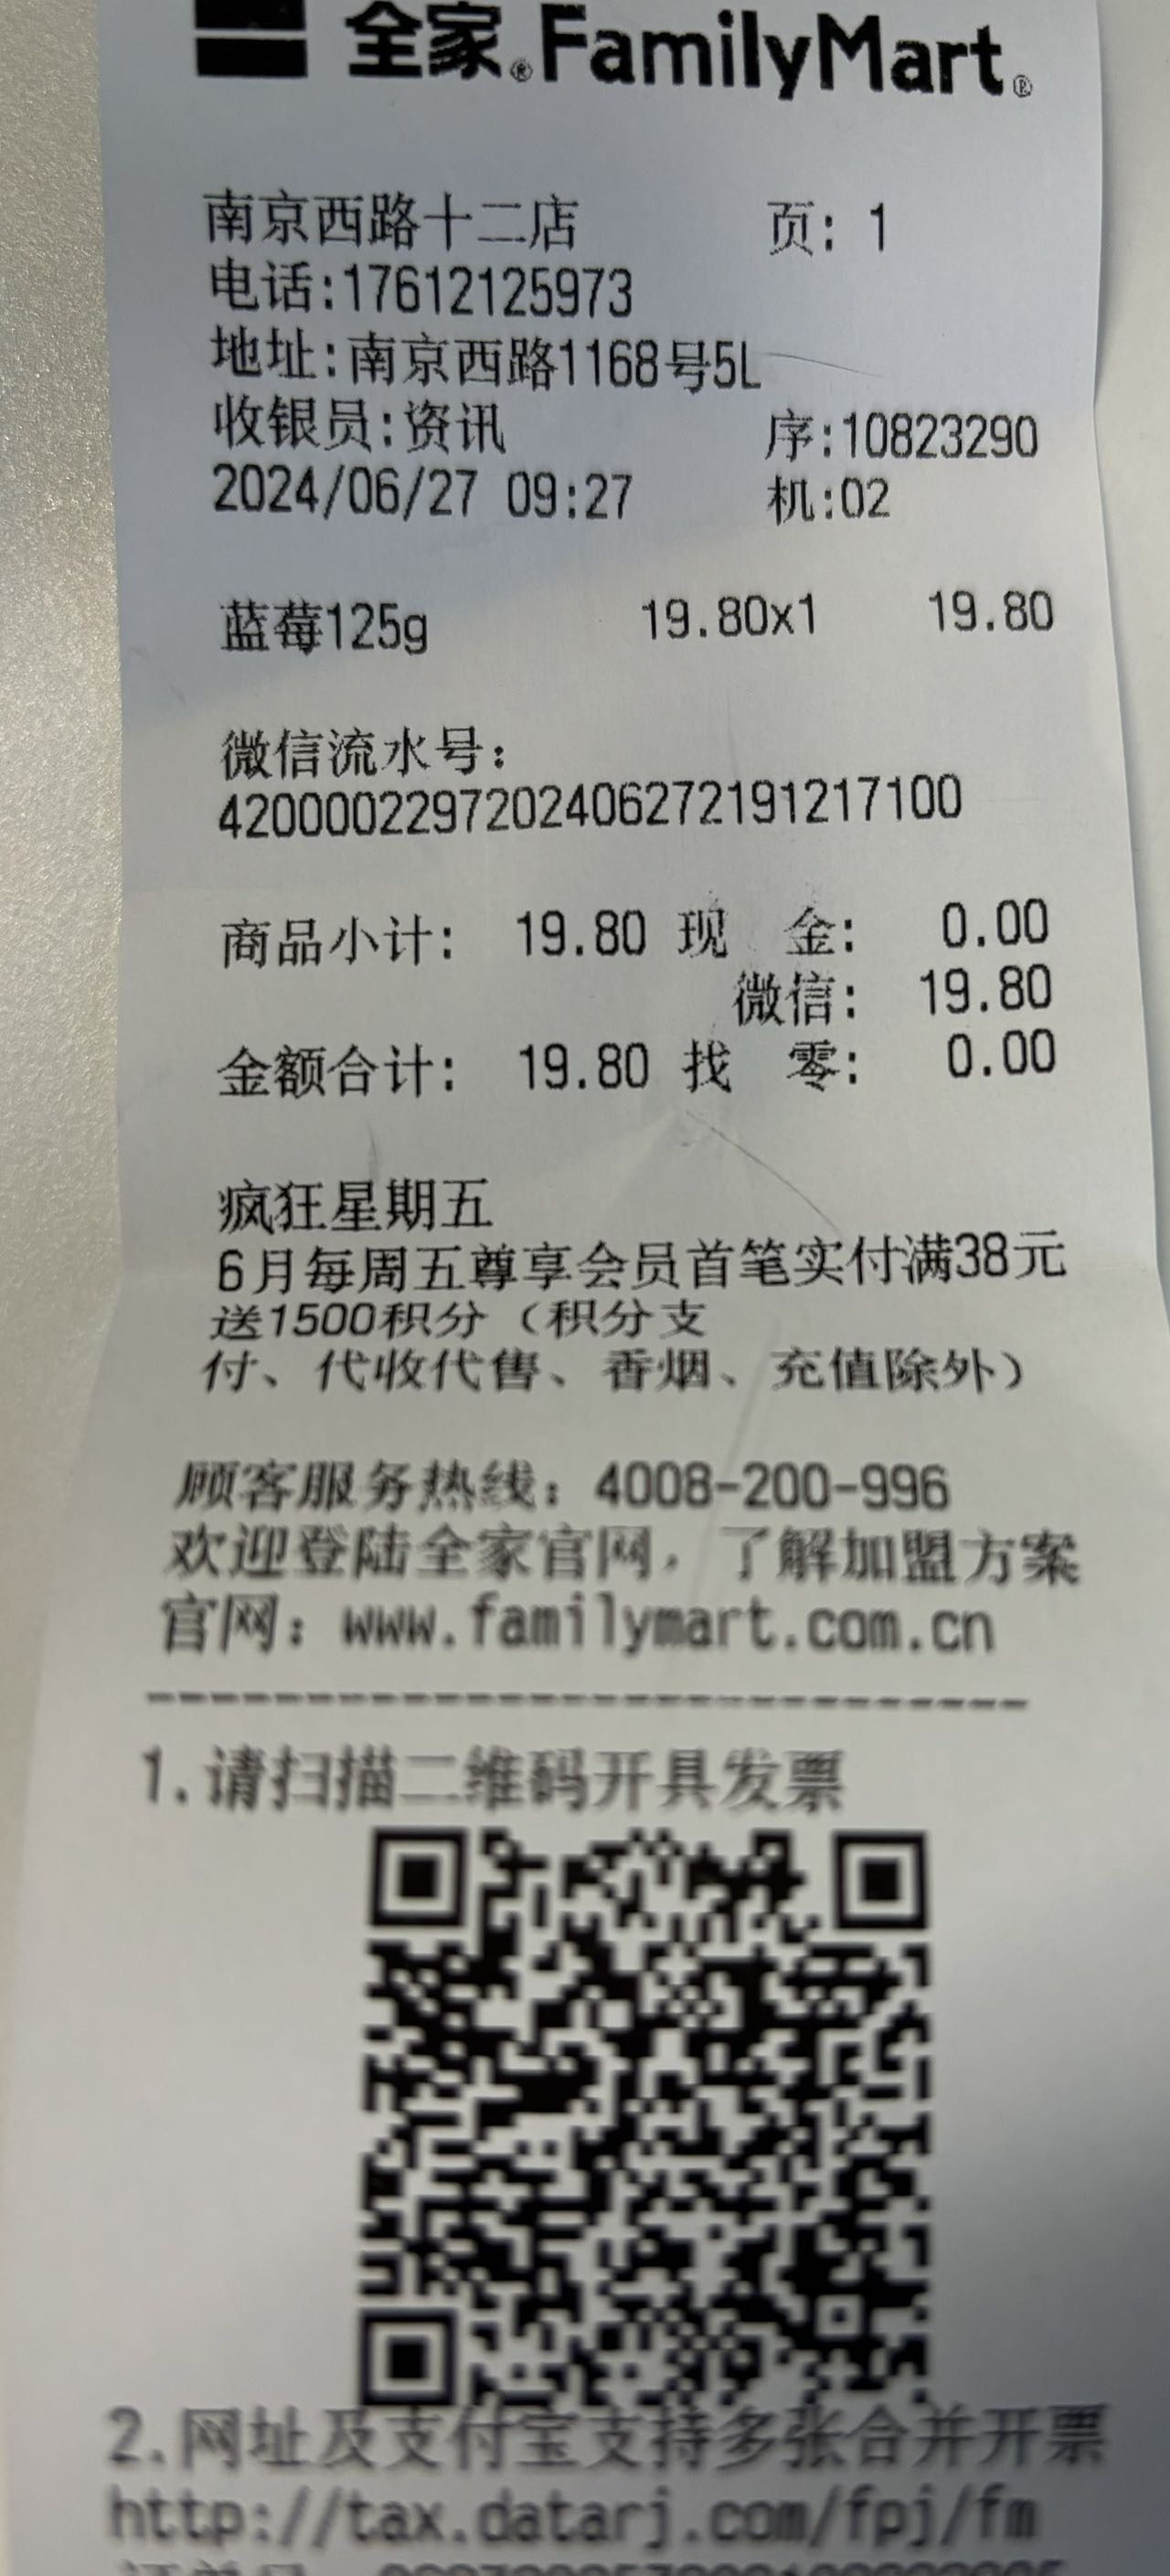 全家®FamilyMart®
南京西路十二店 页: 1
电话:17612125973
地址:南京西路1168号5L
收银员:资讯 序:10823290
2024/06/27 09:27 机:02
蓝莓125g 19.80x1 19.80
微信流水号:
4200002297202406272191217100
商品小计: 19.80 现 金: 0.00
微信: 19.80
金额合计: 19.80 找 零: 0.00
疯狂星期五
6月每周五尊享会员首笔实付满38元
送1500积分（积分支
付、代收代售、香烟、充值除外）
顾客服务热线: 4008-200-996
欢迎登陆全家官网，了解加盟方案
官网: www.familymart.com.cn
--------------------------------
1.请扫描二维码开具发票
2.网址及支付宝支持多张合并开票
http://tax.datarj.com/fpj/fm